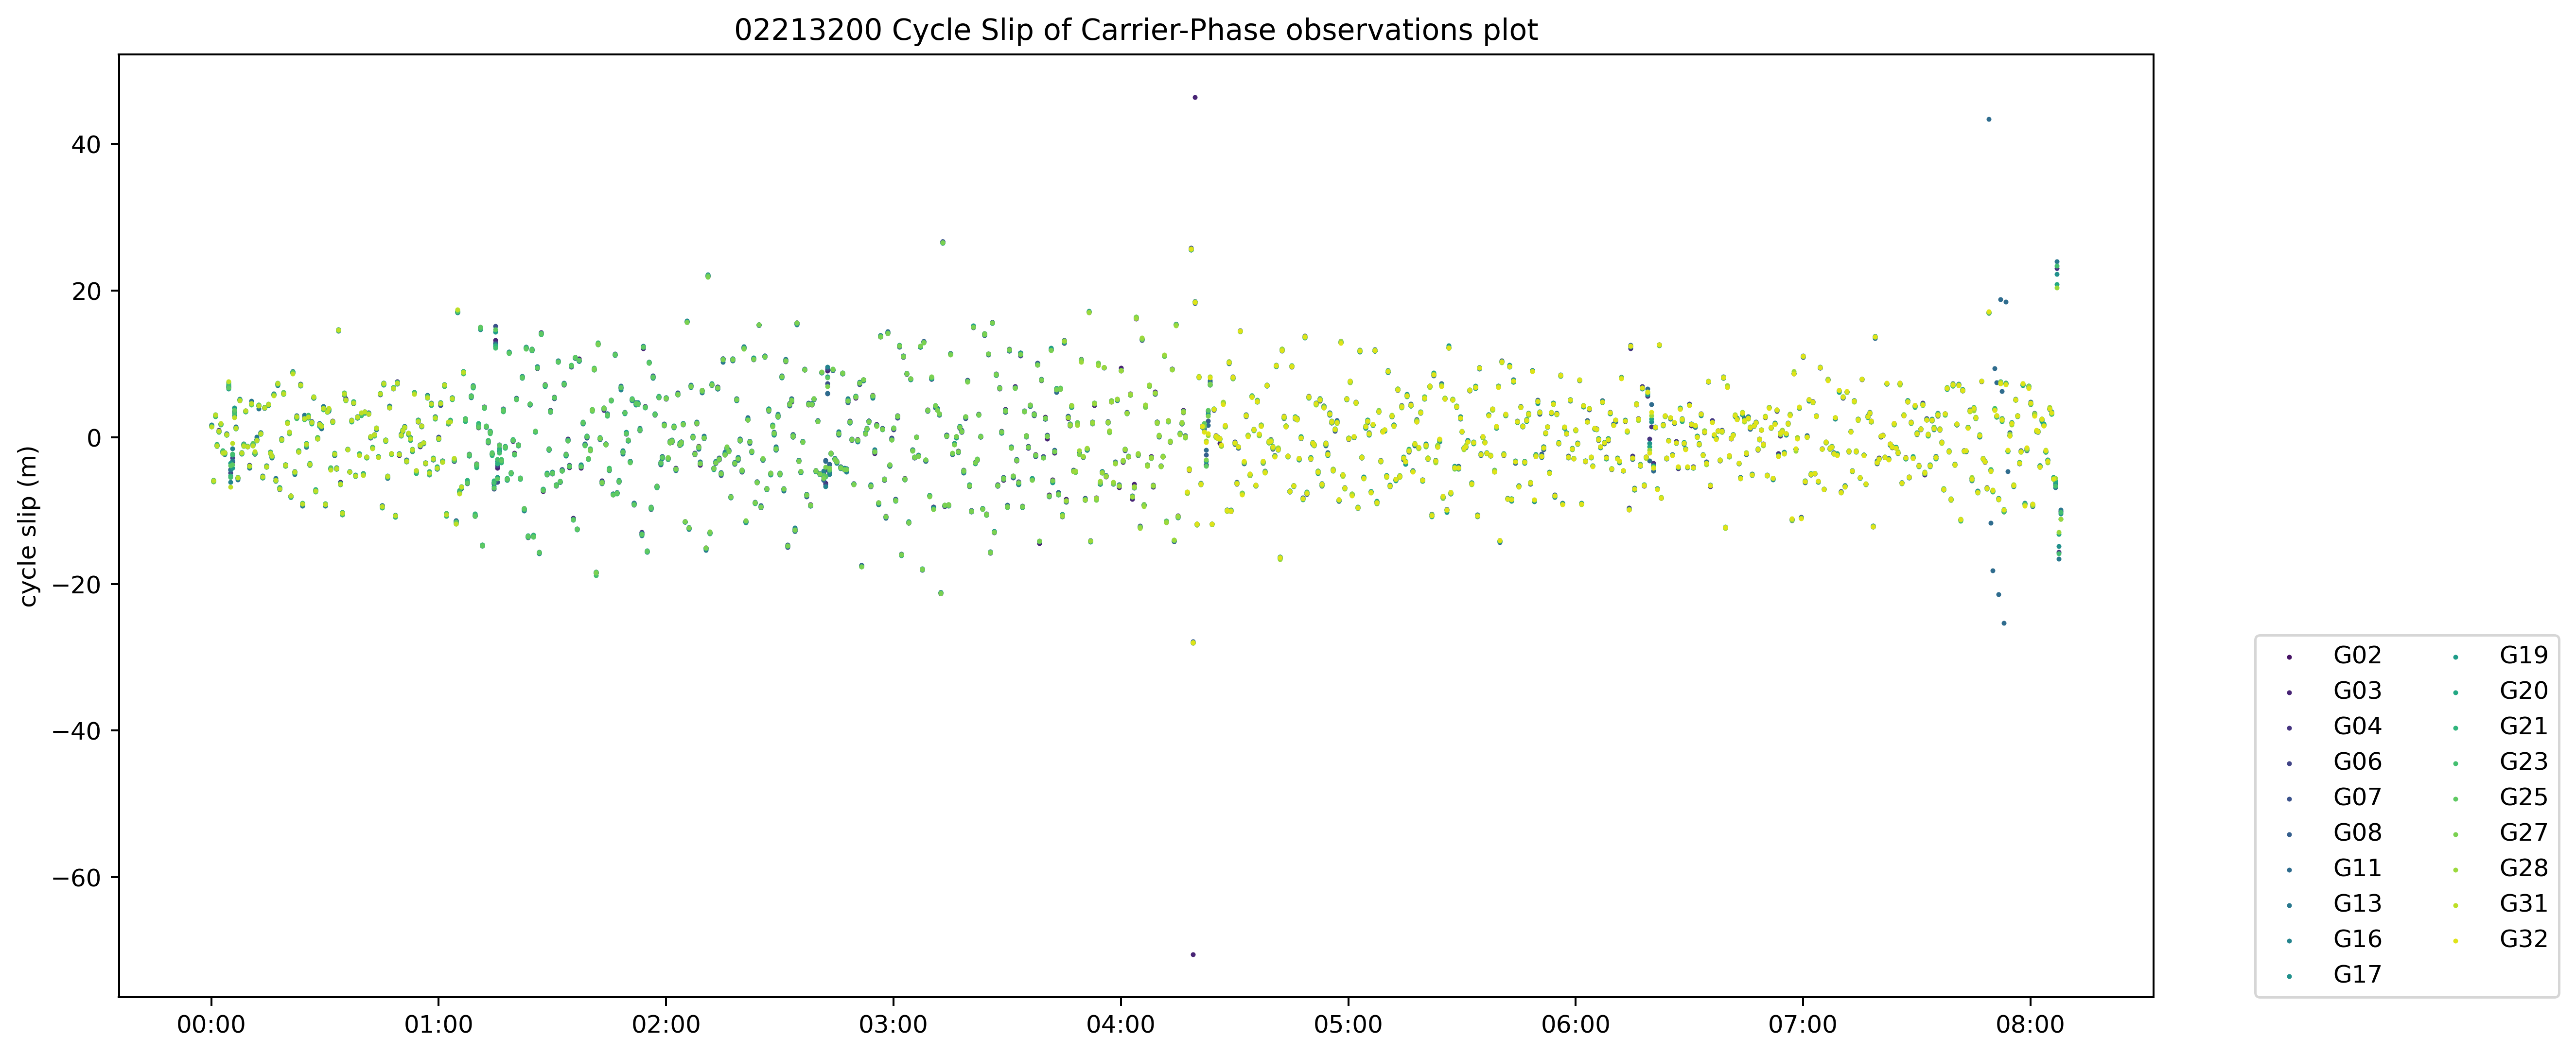 02213200 Cycle Slip of Carrier-Phase observations plot
cycle slip (m)
40
20
0
−20
−40
−60
00:00 01:00 02:00 03:00 04:00 05:00 06:00 07:00 08:00
G02 G19
G03 G20
G04 G21
G06 G23
G07 G25
G08 G27
G11 G28
G13 G31
G16 G32
G17